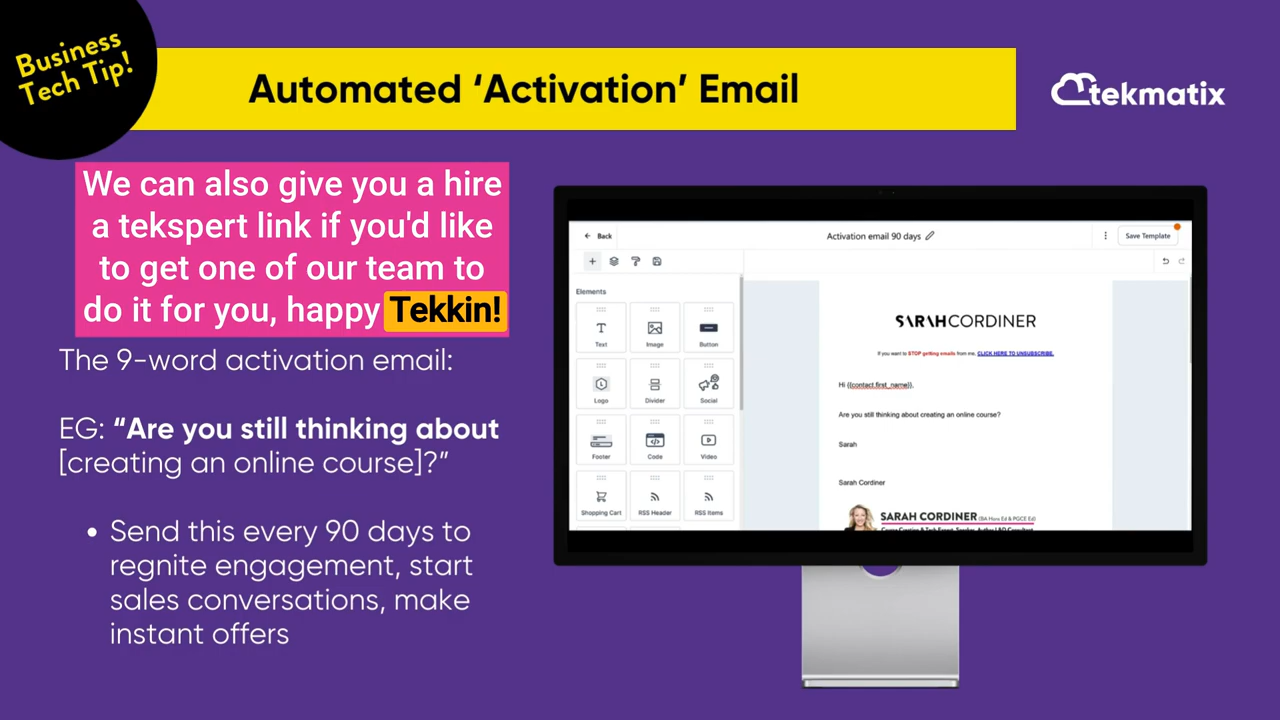 Business
Tech Tip!
Automated ‘Activation’ Email
tekmatix
We can also give you a hire
a tekspert link if you'd like
to get one of our team to
do it for you, happy Tekkin!
The 9-word activation email:
EG: “Are you still thinking about
[creating an online course]?”
• Send this every 90 days to
regnite engagement, start
sales conversations, make
instant offers
Back
Activation email 90 days
Save Template
Elements
Text
Image
Button
Logo
Divider
Social
Footer
Code
Video
Shopping Cart
RSS Header
RSS Items
SARAHCORDINER
If you want to STOP getting emails from me, CLICK HERE TO UNSUBSCRIBE.
Hi {{contact.first_name}},
Are you still thinking about creating an online course?
Sarah
Sarah Cordiner
SARAH CORDINER (BA Hons Ed & PGCE Ed)